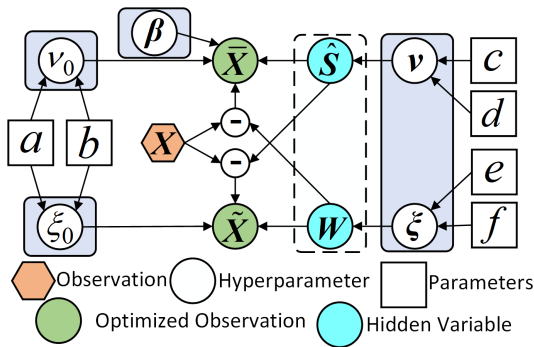 β
ν₀ X̄ Ŝ ν c
d
a b X - -
e
ξ₀ X̃ W ξ f
Observation Hyperparameter Parameters
Optimized Observation Hidden Variable